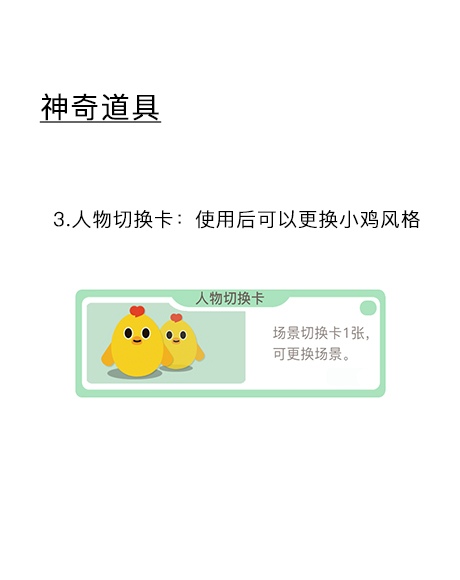 神奇道具
3.人物切换卡：使用后可以更换小鸡风格
人物切换卡
场景切换卡1张，
可更换场景。